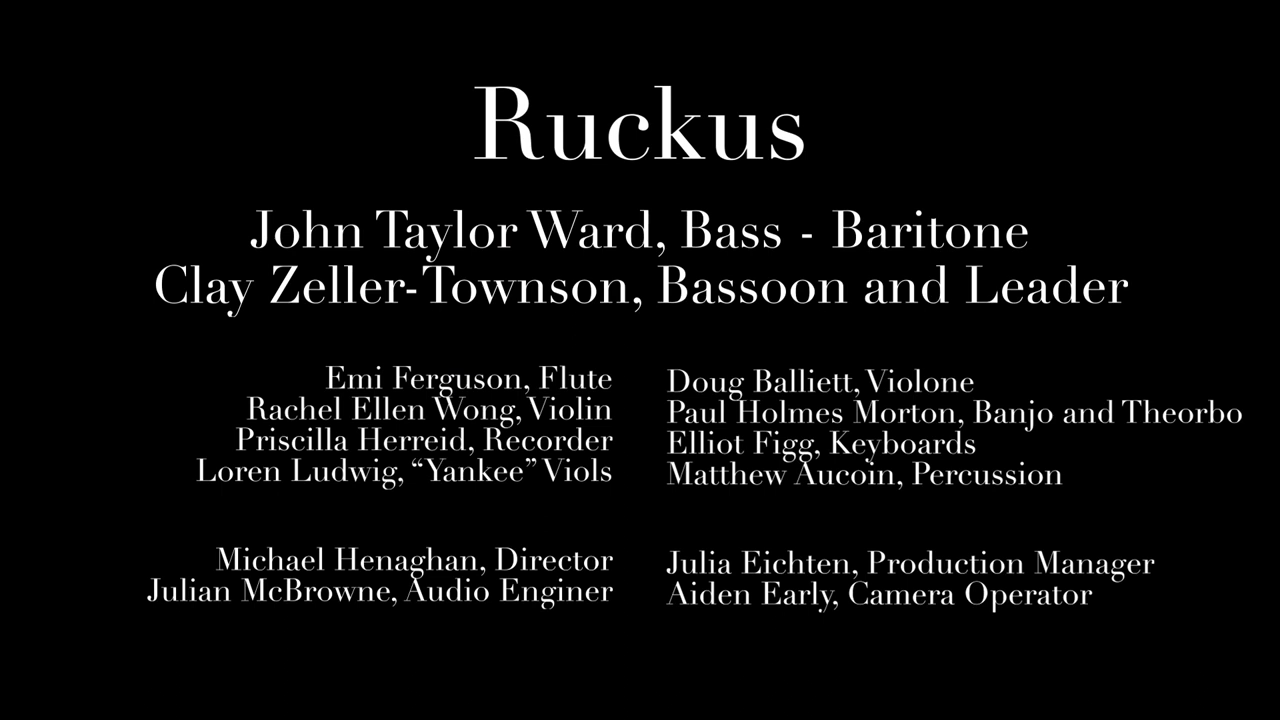 Ruckus
John Taylor Ward, Bass - Baritone
Clay Zeller-Townson, Bassoon and Leader
Emi Ferguson, Flute
Rachel Ellen Wong, Violin
Priscilla Herreid, Recorder
Loren Ludwig, “Yankee” Viols
Doug Balliett, Violone
Paul Holmes Morton, Banjo and Theorbo
Elliot Figg, Keyboards
Matthew Aucoin, Percussion
Michael Henaghan, Director
Julian McBrowne, Audio Enginer
Julia Eichten, Production Manager
Aiden Early, Camera Operator